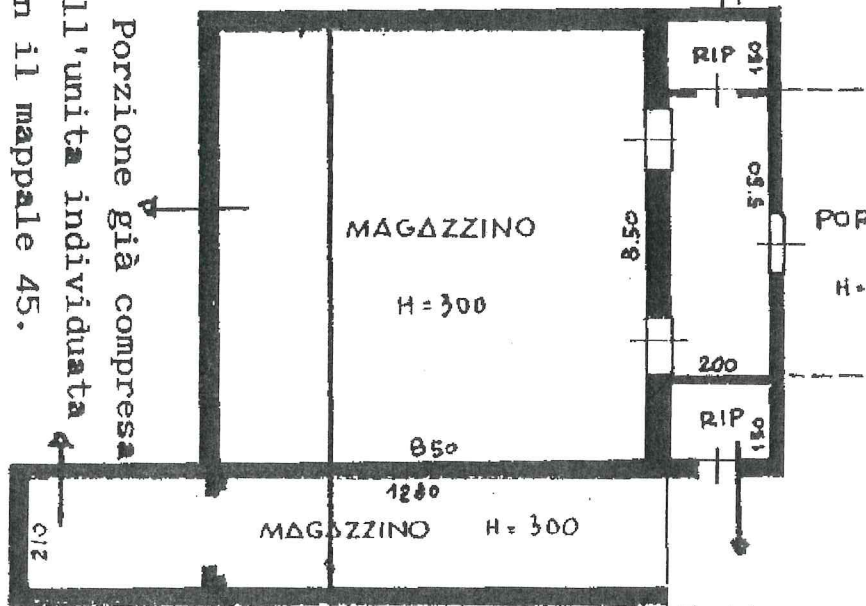 Porzione già compresa
ll'unita individuata
n il mappale 45.
RIP
150
5.50
MAGAZZINO
H = 300
8.50
POR
H =
200
RIP
150
850
1280
MAGAZZINO H = 300
210